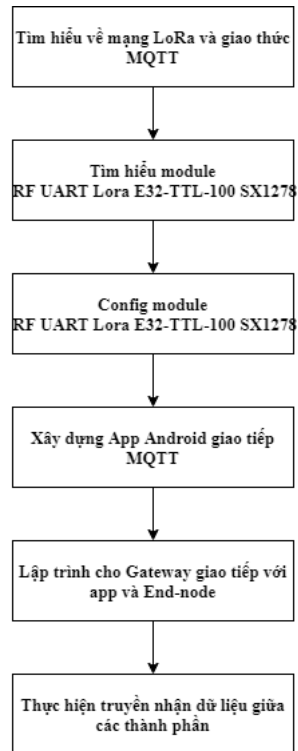 Tìm hiểu về mạng LoRa và giao thức
MQTT
Tìm hiểu module
RF UART Lora E32-TTL-100 SX1278
Config module
RF UART Lora E32-TTL-100 SX1278
Xây dựng App Android giao tiếp
MQTT
Lập trình cho Gateway giao tiếp với
app và End-node
Thực hiện truyền nhận dữ liệu giữa
các thành phần